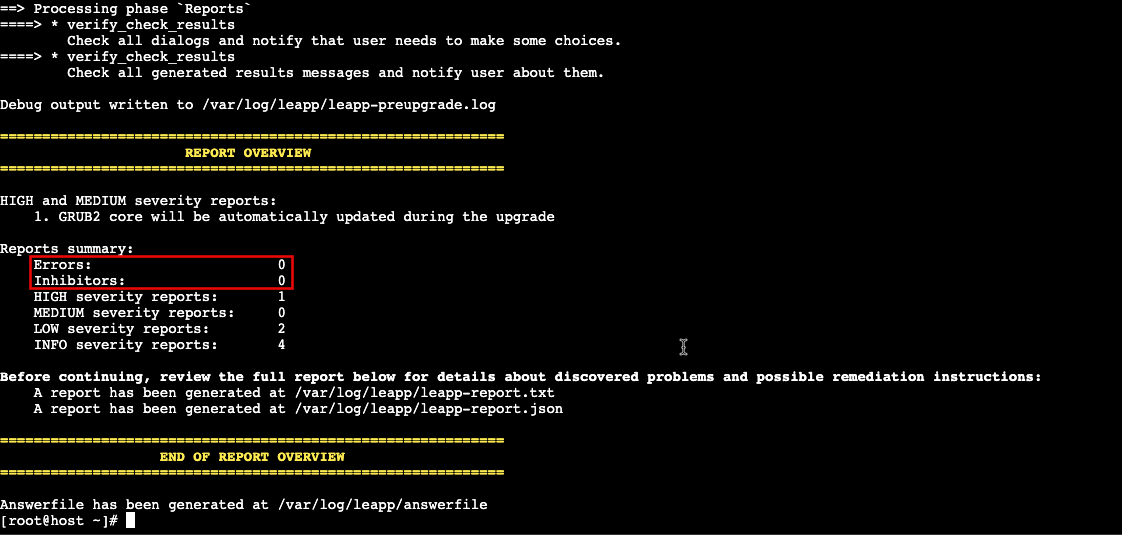 ==> Processing phase `Reports`
====> * verify_check_results
        Check all dialogs and notify that user needs to make some choices.
====> * verify_check_results
        Check all generated results messages and notify user about them.
Debug output written to /var/log/leapp/leapp-preupgrade.log
============================================================
                      REPORT OVERVIEW
============================================================
HIGH and MEDIUM severity reports:
    1. GRUB2 core will be automatically updated during the upgrade
Reports summary:
    Errors:                      0
    Inhibitors:                  0
    HIGH severity reports:       1
    MEDIUM severity reports:     0
    LOW severity reports:        2
    INFO severity reports:       4
Before continuing, review the full report below for details about discovered problems and possible remediation instructions:
    A report has been generated at /var/log/leapp/leapp-report.txt
    A report has been generated at /var/log/leapp/leapp-report.json
============================================================
                   END OF REPORT OVERVIEW
============================================================
Answerfile has been generated at /var/log/leapp/answerfile
[root@host ~]#